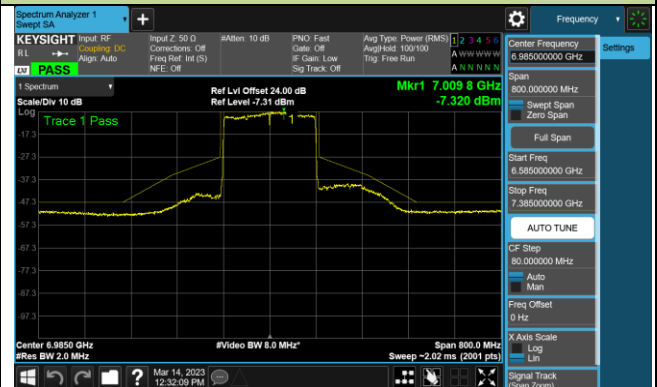 Spectrum Analyzer 1
Swept SA
Frequency
KEYSIGHT
Input: RF
Input Z: 50 Ω
#Atten: 10 dB
PNO: Fast
Avg Type: Power (RMS)
1 2 3 4 5 6
RL
Coupling: DC
Corrections: Off
Gate: Off
Avg|Hold: 100/100
A W W W W W
Align: Auto
Freq Ref: Int (S)
IF Gain: Low
Trig: Free Run
LXI
PASS
NFE: Off
Sig Track: Off
A N N N N N
1 Spectrum
Ref Lvl Offset 24.00 dB
Mkr1 7.009 8 GHz
Scale/Div 10 dB
Ref Level -7.31 dBm
-7.320 dBm
Log
Trace 1 Pass
1
-17.3
-27.3
-37.3
-47.3
-57.3
-67.3
-77.3
-87.3
-97.3
Center 6.9850 GHz
#Video BW 8.0 MHz*
Span 800.0 MHz
#Res BW 2.0 MHz
Sweep ~2.02 ms (2001 pts)
Mar 14, 2023
12:32:09 PM
Center Frequency
6.985000000 GHz
Settings
Span
800.000000 MHz
Swept Span
Zero Span
Full Span
Start Freq
6.585000000 GHz
Stop Freq
7.385000000 GHz
AUTO TUNE
CF Step
80.000000 MHz
Auto
Man
Freq Offset
0 Hz
X Axis Scale
Log
Lin
Signal Track
(Span Zoom)